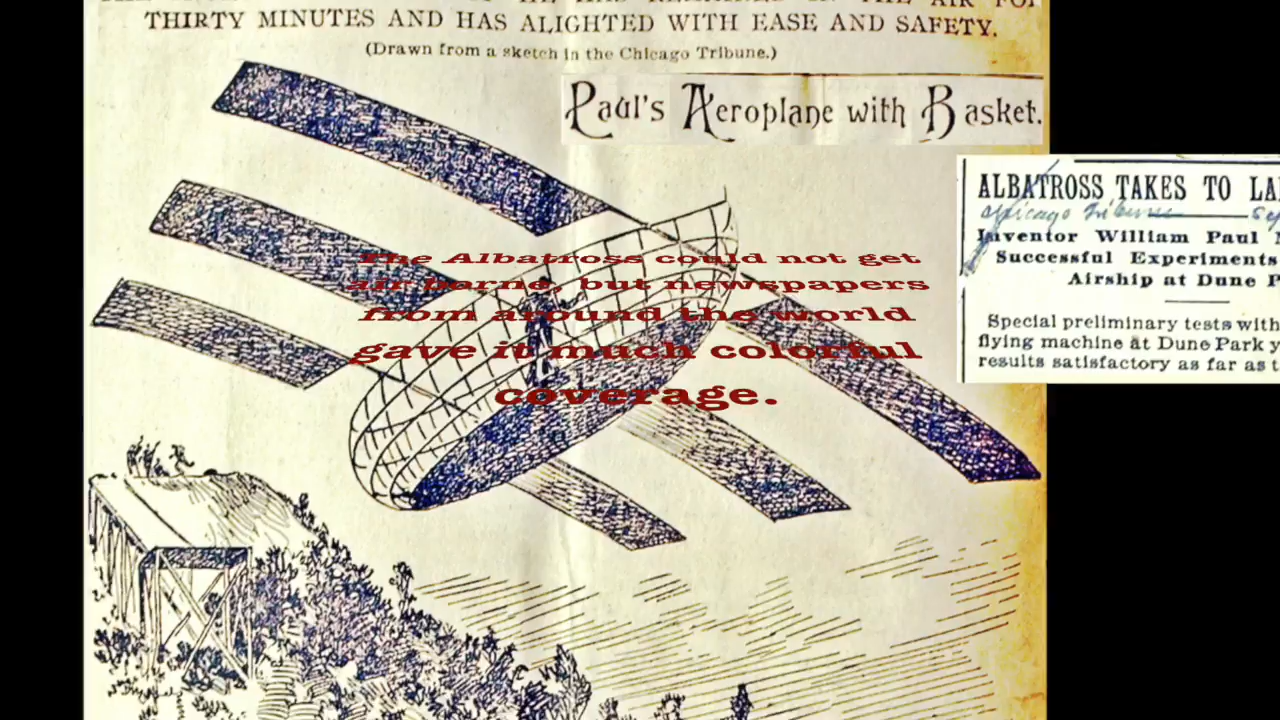 THIRTY MINUTES AND HAS ALIGHTED WITH EASE AND SAFETY.
(Drawn from a sketch in the Chicago Tribune.)
Paul's Aeroplane with Basket.
ALBATROSS TAKES TO
Chicago Tribune
Inventor William Paul
Successful Experiments
Airship at Dune
Special preliminary tests with
flying machine at Dune Park
results satisfactory as far as
The Albatross could not get
air borne, but newspapers
from around the world
gave it much colorful
coverage.